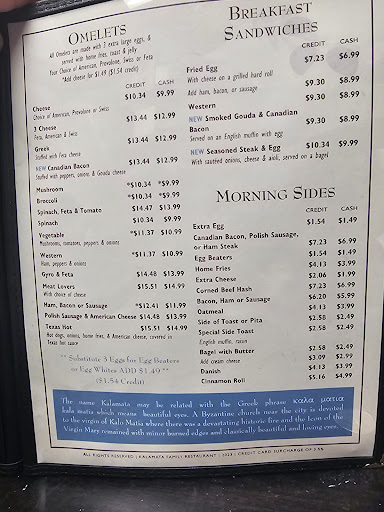 OMELETS
All Omelets are made with 3 extra large eggs, &
served with home fries, toast & jelly
Your Choice of American, Provolone, Swiss or Feta
*Add cheese for $1.49 ($1.54 credit)
CREDIT CASH
Cheese $10.34 $9.99
Choice of American, Provolone or Swiss
3 Cheese $13.44 $12.99
Feta, American & Swiss
Greek $13.44 $12.99
Stuffed with Feta cheese
NEW Canadian Bacon $13.44 $12.99
Stuffed with peppers, onions & Gouda cheese
Mushroom *$10.34 *$9.99
Broccoli *$10.34 *$9.99
Spinach, Feta & Tomato $14.47 $13.99
Spinach $10.34 $9.99
Vegetable *$11.37 $10.99
Mushrooms, tomatoes, peppers & onions
Western *$11.37 $10.99
Ham, peppers & onions
Gyro & Feta $14.48 $13.99
Meat Lovers $15.51 $14.99
With choice of cheese
Ham, Bacon or Sausage *$12.41 $11.99
Polish Sausage & American Cheese $14.48 $13.99
Texas Hot $15.51 $14.99
Hot dogs, onions, home fries, & American cheese, covered in
Texas hot sauce
** Substitute 3 Eggs for Egg Beaters
or Egg Whites ADD $1.49 **
($1.54 Credit)
BREAKFAST
SANDWICHES
CREDIT CASH
Fried Egg $7.23 $6.99
With cheese on a grilled hard roll
Add ham, bacon, or sausage $9.30 $8.99
Western $9.30 $8.99
NEW Smoked Gouda & Canadian
Bacon $9.30 $8.99
Served on an English muffin with egg
NEW Seasoned Steak & Egg $10.34 $9.99
With sautéed onions, cheese & aioli, served on a bagel
MORNING SIDES
CREDIT CASH
Extra Egg $1.54 $1.49
Canadian Bacon, Polish Sausage,
or Ham Steak $7.23 $6.99
Egg Beaters $1.54 $1.49
Home Fries $4.13 $3.99
Extra Cheese $2.06 $1.99
Corned Beef Hash $7.23 $6.99
Bacon, Ham or Sausage $6.20 $5.99
Oatmeal $4.13 $3.99
Side of Toast or Pita $2.58 $2.49
Special Side Toast $2.58 $2.49
English muffin, raisin
Bagel with Butter $2.58 $2.49
Add cream cheese $3.09 $2.99
Danish $4.13 $3.99
Cinnamon Roll $5.16 $4.99
The name Kalamata may be related with the Greek phrase καλα ματια
kala matia which means beautiful eyes. A Byzantine church near the city is devoted
to the virgin of Kalo Matia where there was a devastating historic fire and the Icon of the
Virgin Mary remained with minor burned edges and classically beautiful and loving eyes.
ALL RIGHTS RESERVED | KALAMATA FAMILY RESTAURANT | 2023 | CREDIT CARD SURCHARGE OF 3.5%